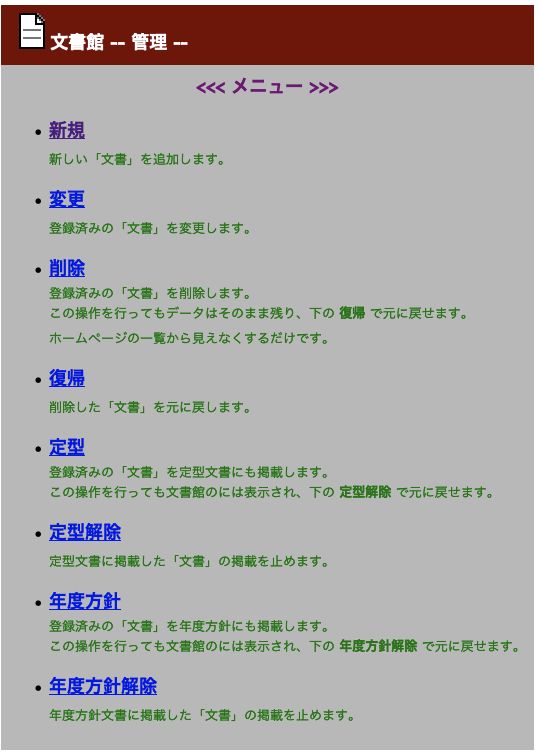 文書館 -- 管理 --
<<< メニュー >>>
• 新規
新しい「文書」を追加します。
• 変更
登録済みの「文書」を変更します。
• 削除
登録済みの「文書」を削除します。
この操作を行ってもデータはそのまま残り、下の 復帰 で元に戻せます。
ホームページの一覧から見えなくするだけです。
• 復帰
削除した「文書」を元に戻します。
• 定型
登録済みの「文書」を定型文書にも掲載します。
この操作を行っても文書館のには表示され、下の 定型解除 で元に戻せます。
• 定型解除
定型文書に掲載した「文書」の掲載を止めます。
• 年度方針
登録済みの「文書」を年度方針にも掲載します。
この操作を行っても文書館のには表示され、下の 年度方針解除 で元に戻せます。
• 年度方針解除
年度方針文書に掲載した「文書」の掲載を止めます。